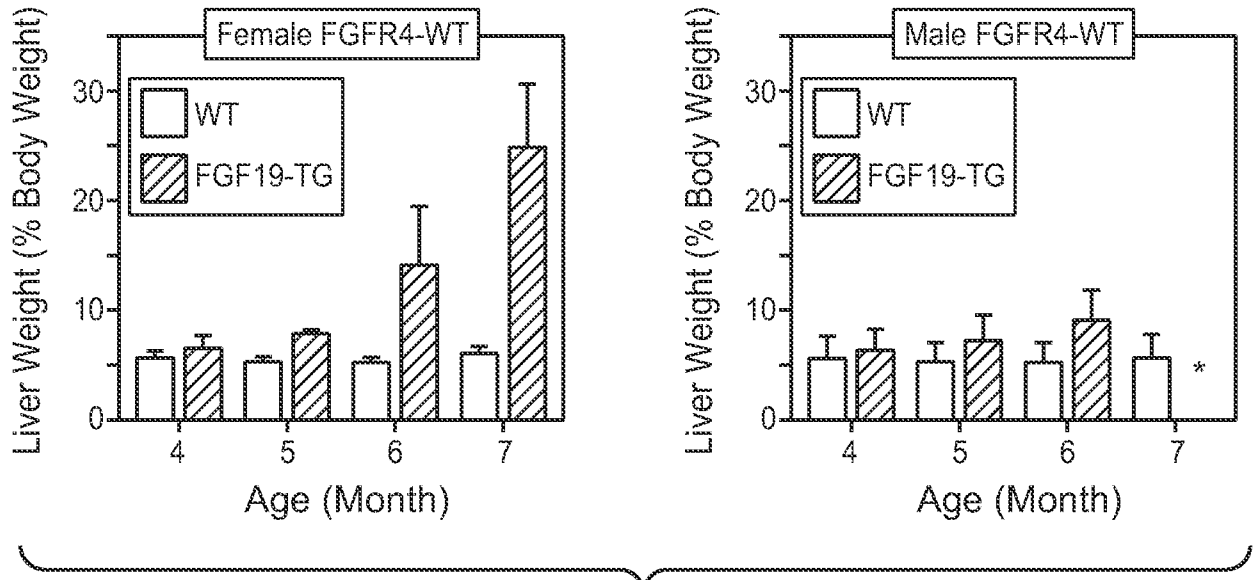 Female FGFR4-WT
Liver Weight (% Body Weight)
30
20
10
0
WT
FGF19-TG
4 5 6 7
Age (Month)
Male FGFR4-WT
Liver Weight (% Body Weight)
30
20
10
0
WT
FGF19-TG
*
4 5 6 7
Age (Month)